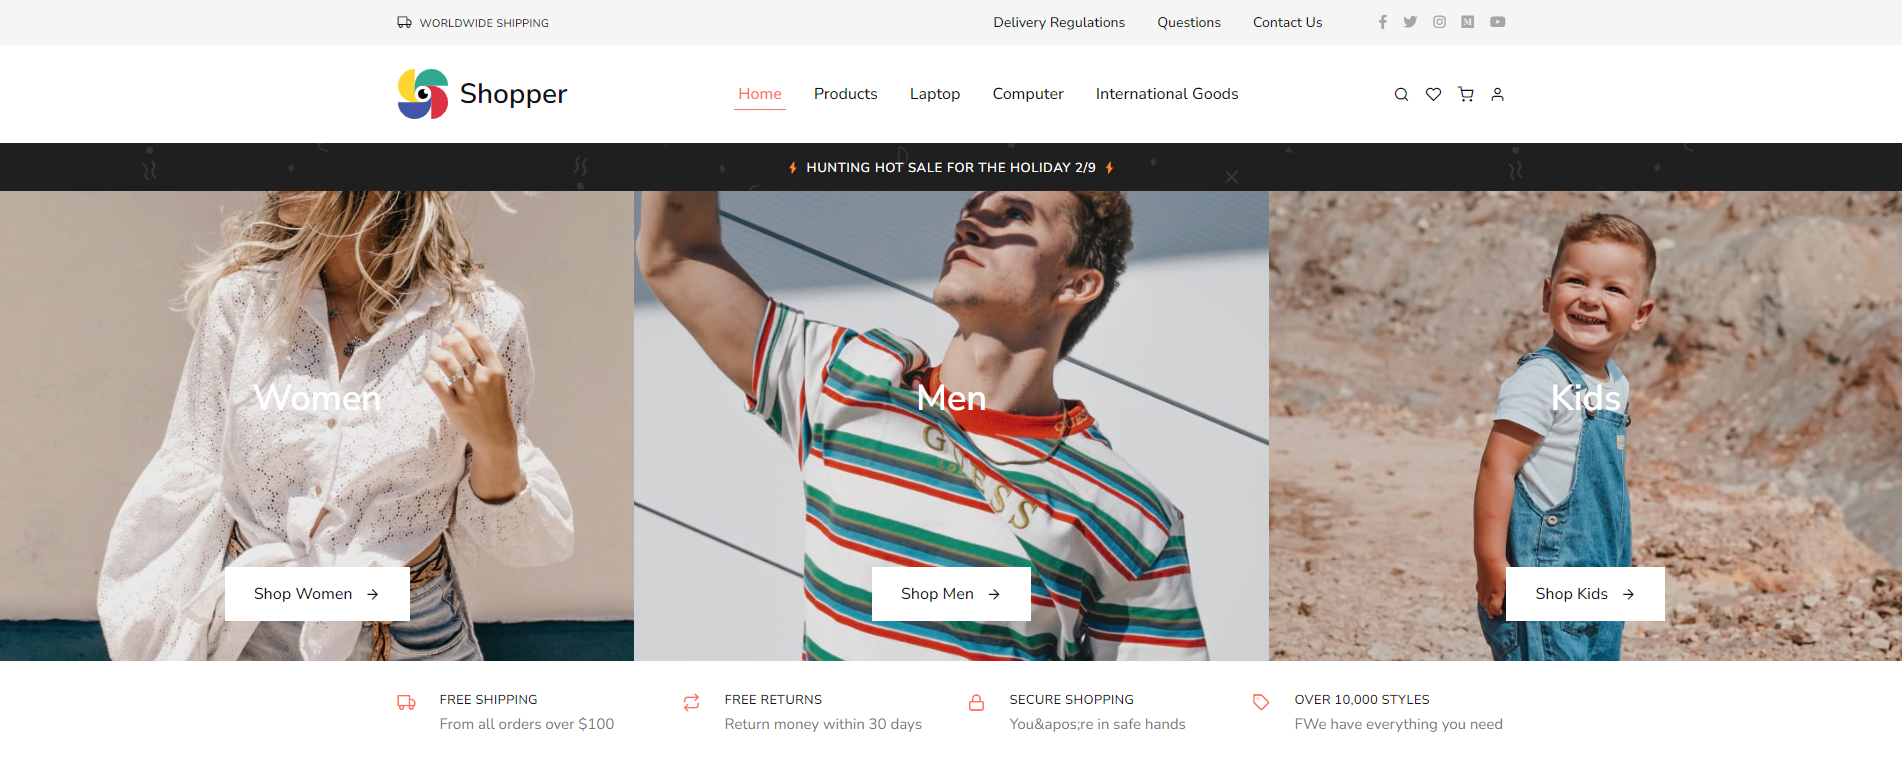 WORLDWIDE SHIPPING
Delivery Regulations Questions Contact Us
Shopper
Home Products Laptop Computer International Goods
HUNTING HOT SALE FOR THE HOLIDAY 2/9
Women
Men
GUESS
GUESS
Kids
Shop Women
Shop Men
Shop Kids
FREE SHIPPING
From all orders over $100
FREE RETURNS
Return money within 30 days
SECURE SHOPPING
You&apos;re in safe hands
OVER 10,000 STYLES
FWe have everything you need